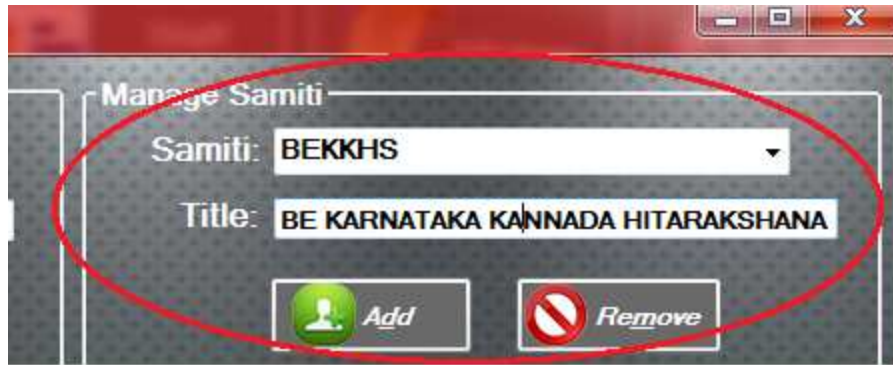 Manage Samiti
Samiti: BEKKHS
Title: BE KARNATAKA KANNADA HITARAKSHANA
Add Remove